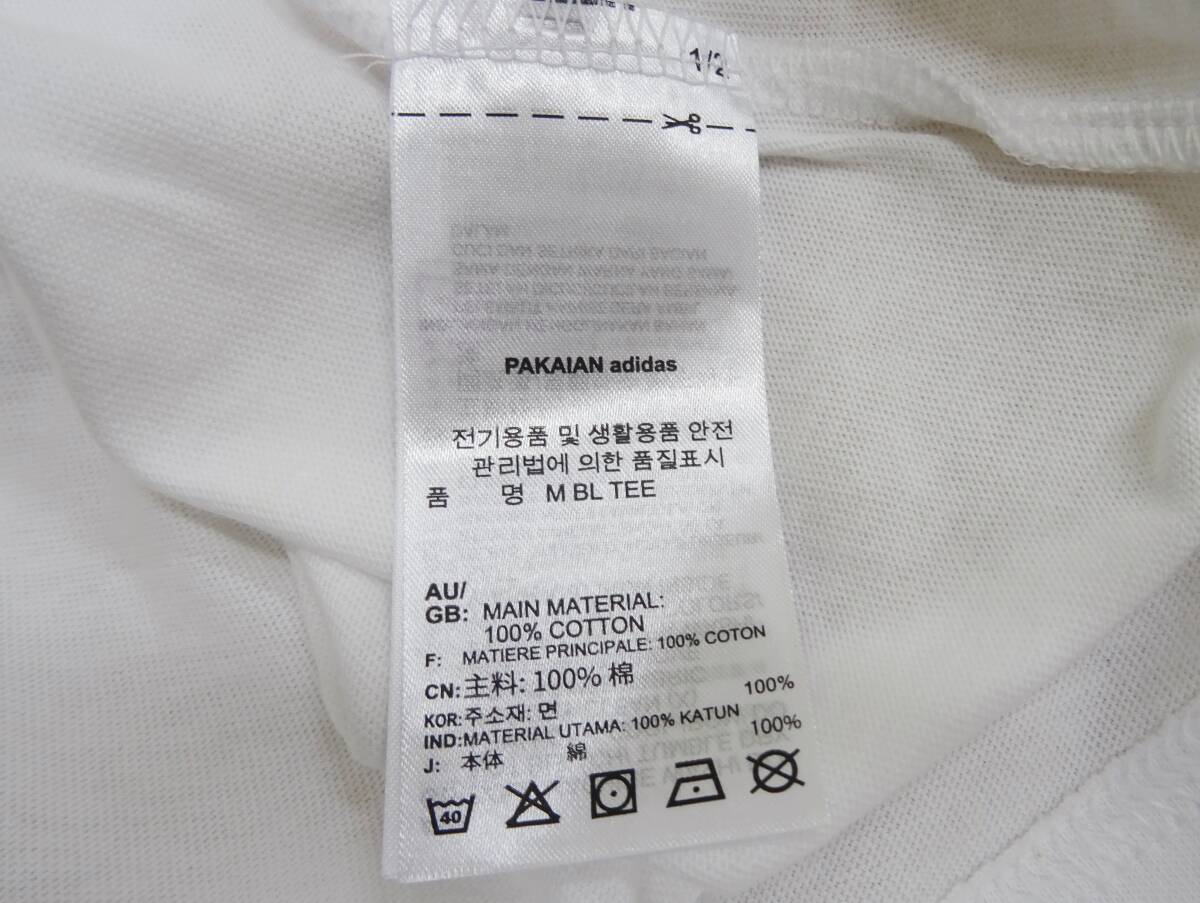 1/2
PAKAIAN adidas
전기용품 및 생활용품 안전
관리법에 의한 품질표시
품 명 M BL TEE
AU/
GB: MAIN MATERIAL:
100% COTTON
F: MATIERE PRINCIPALE: 100% COTON
CN:主料: 100% 棉
KOR:주소재: 면 100%
IND:MATERIAL UTAMA: 100% KATUN
J: 本体 綿 100%
40